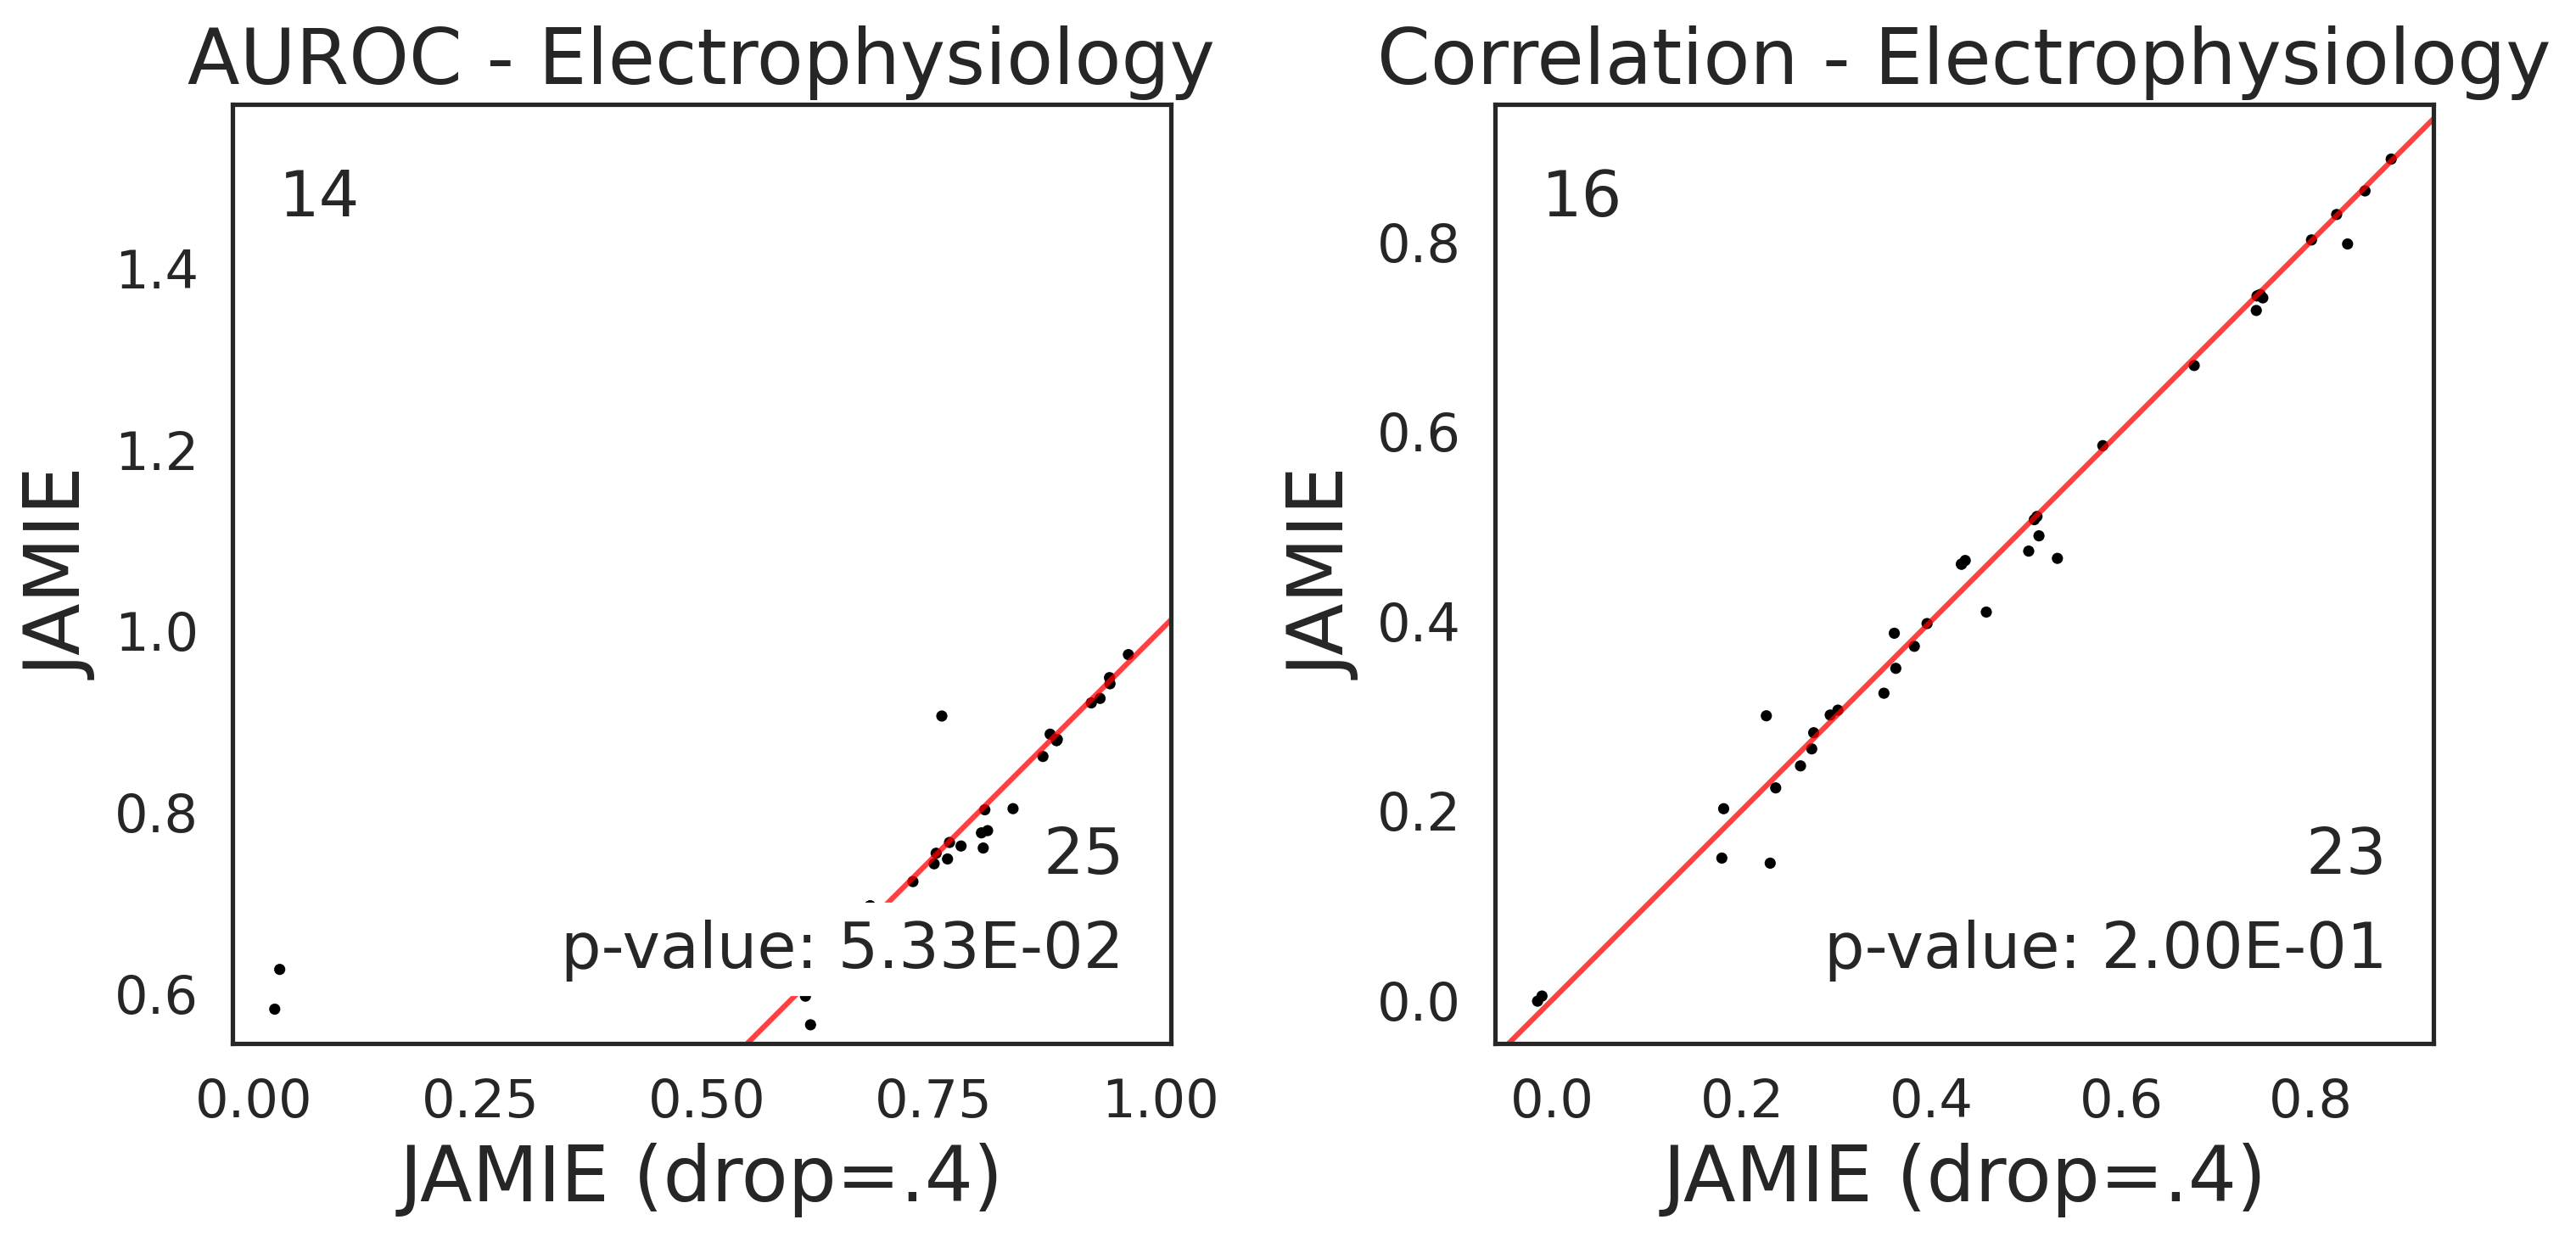 AUROC - Electrophysiology
14
1.4
1.2
1.0
0.8
0.6
JAMIE
25
p-value: 5.33E-02
0.00 0.25 0.50 0.75 1.00
JAMIE (drop=.4)
Correlation - Electrophysiology
16
0.8
0.6
0.4
0.2
0.0
JAMIE
23
p-value: 2.00E-01
0.0 0.2 0.4 0.6 0.8
JAMIE (drop=.4)